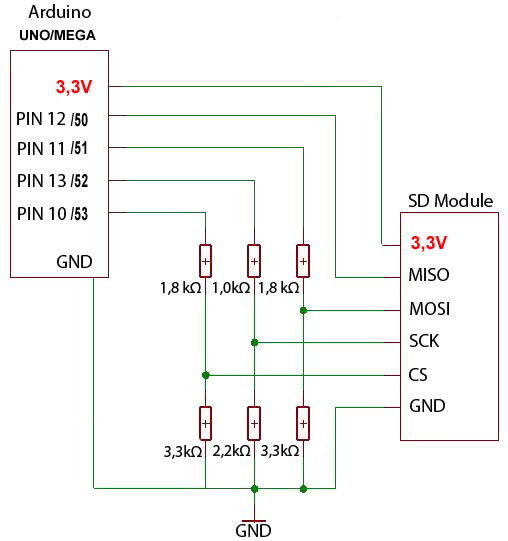 Arduino
UNO/MEGA
3,3V
PIN 12 /50
PIN 11 /51
PIN 13 /52
PIN 10 /53
GND
SD Module
3,3V
MISO
MOSI
SCK
CS
GND
1,8 kΩ 1,0kΩ 1,8 kΩ
3,3kΩ 2,2kΩ 3,3kΩ
GND